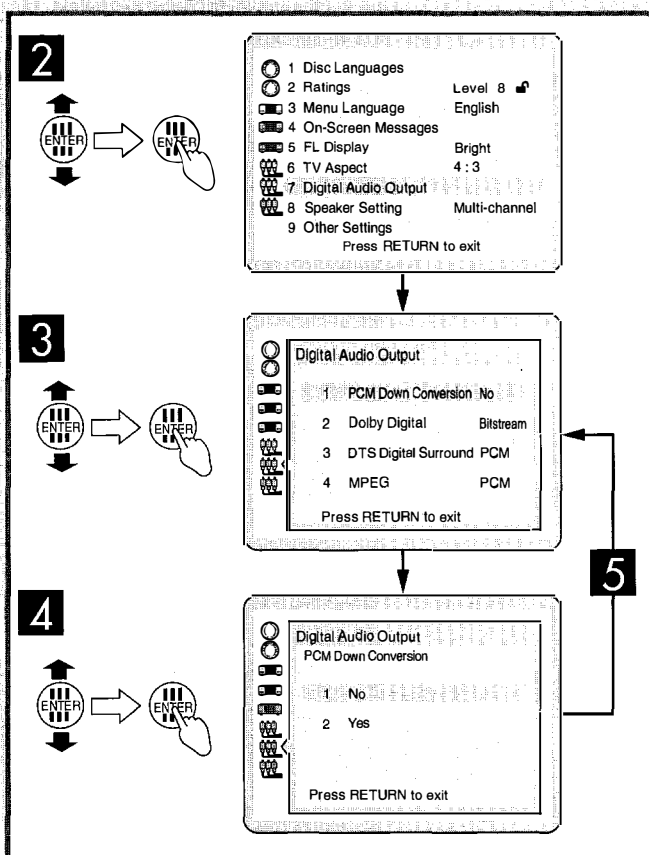 2
ENTER
ENTER
1 Disc Languages
2 Ratings Level 8
3 Menu Language English
4 On-Screen Messages
5 FL Display Bright
6 TV Aspect 4 : 3
7 Digital Audio Output
8 Speaker Setting Multi-channel
9 Other Settings
Press RETURN to exit
3
ENTER
ENTER
Digital Audio Output
1 PCM Down Conversion No
2 Dolby Digital Bitstream
3 DTS Digital Surround PCM
4 MPEG PCM
Press RETURN to exit
5
4
ENTER
ENTER
Digital Audio Output
PCM Down Conversion
1 No
2 Yes
Press RETURN to exit